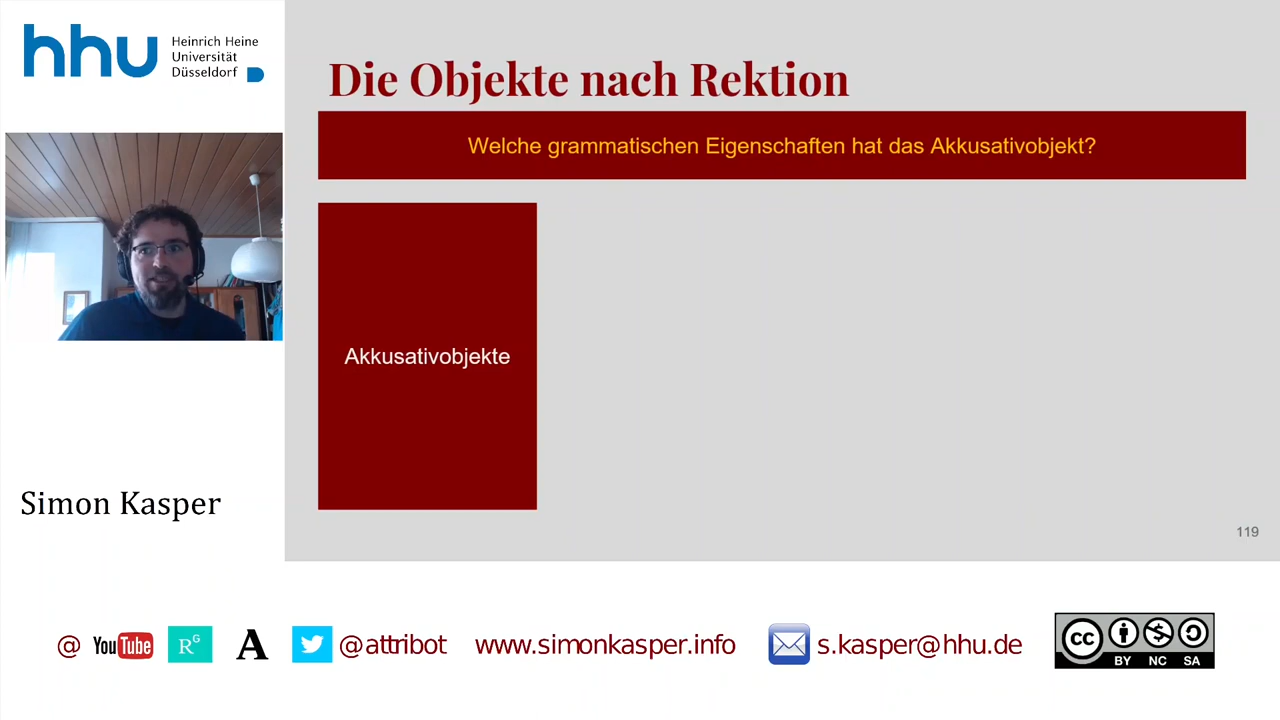 hhu Heinrich Heine
Universität
Düsseldorf
Die Objekte nach Rektion
Welche grammatischen Eigenschaften hat das Akkusativobjekt?
Akkusativobjekte
Simon Kasper
119
@ YouTube RG A @attribot www.simonkasper.info s.kasper@hhu.de
cc BY NC SA